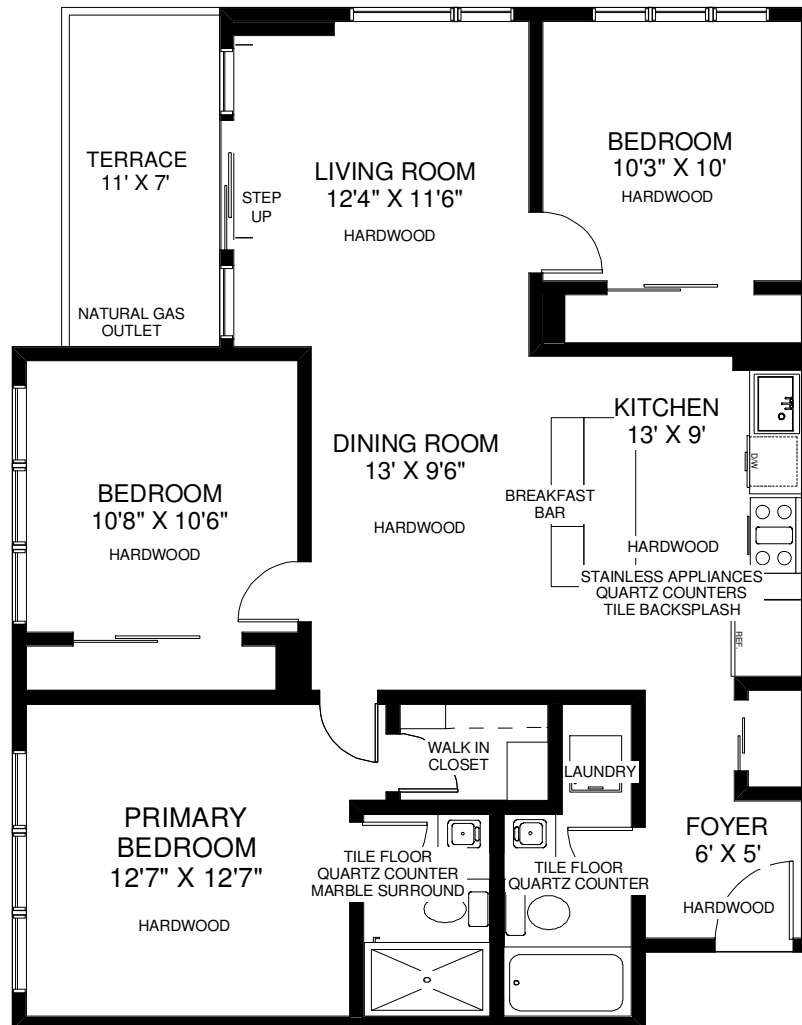 TERRACE
11' X 7'
NATURAL GAS
OUTLET
STEP
UP
LIVING ROOM
12'4" X 11'6"
HARDWOOD
BEDROOM
10'3" X 10'
HARDWOOD
BEDROOM
10'8" X 10'6"
HARDWOOD
DINING ROOM
13' X 9'6"
HARDWOOD
KITCHEN
13' X 9'
BREAKFAST
BAR
HARDWOOD
STAINLESS APPLIANCES
QUARTZ COUNTERS
TILE BACKSPLASH
D/W
REF.
WALK IN
CLOSET
LAUNDRY
PRIMARY
BEDROOM
12'7" X 12'7"
HARDWOOD
TILE FLOOR
QUARTZ COUNTER
MARBLE SURROUND
TILE FLOOR
QUARTZ COUNTER
FOYER
6' X 5'
HARDWOOD